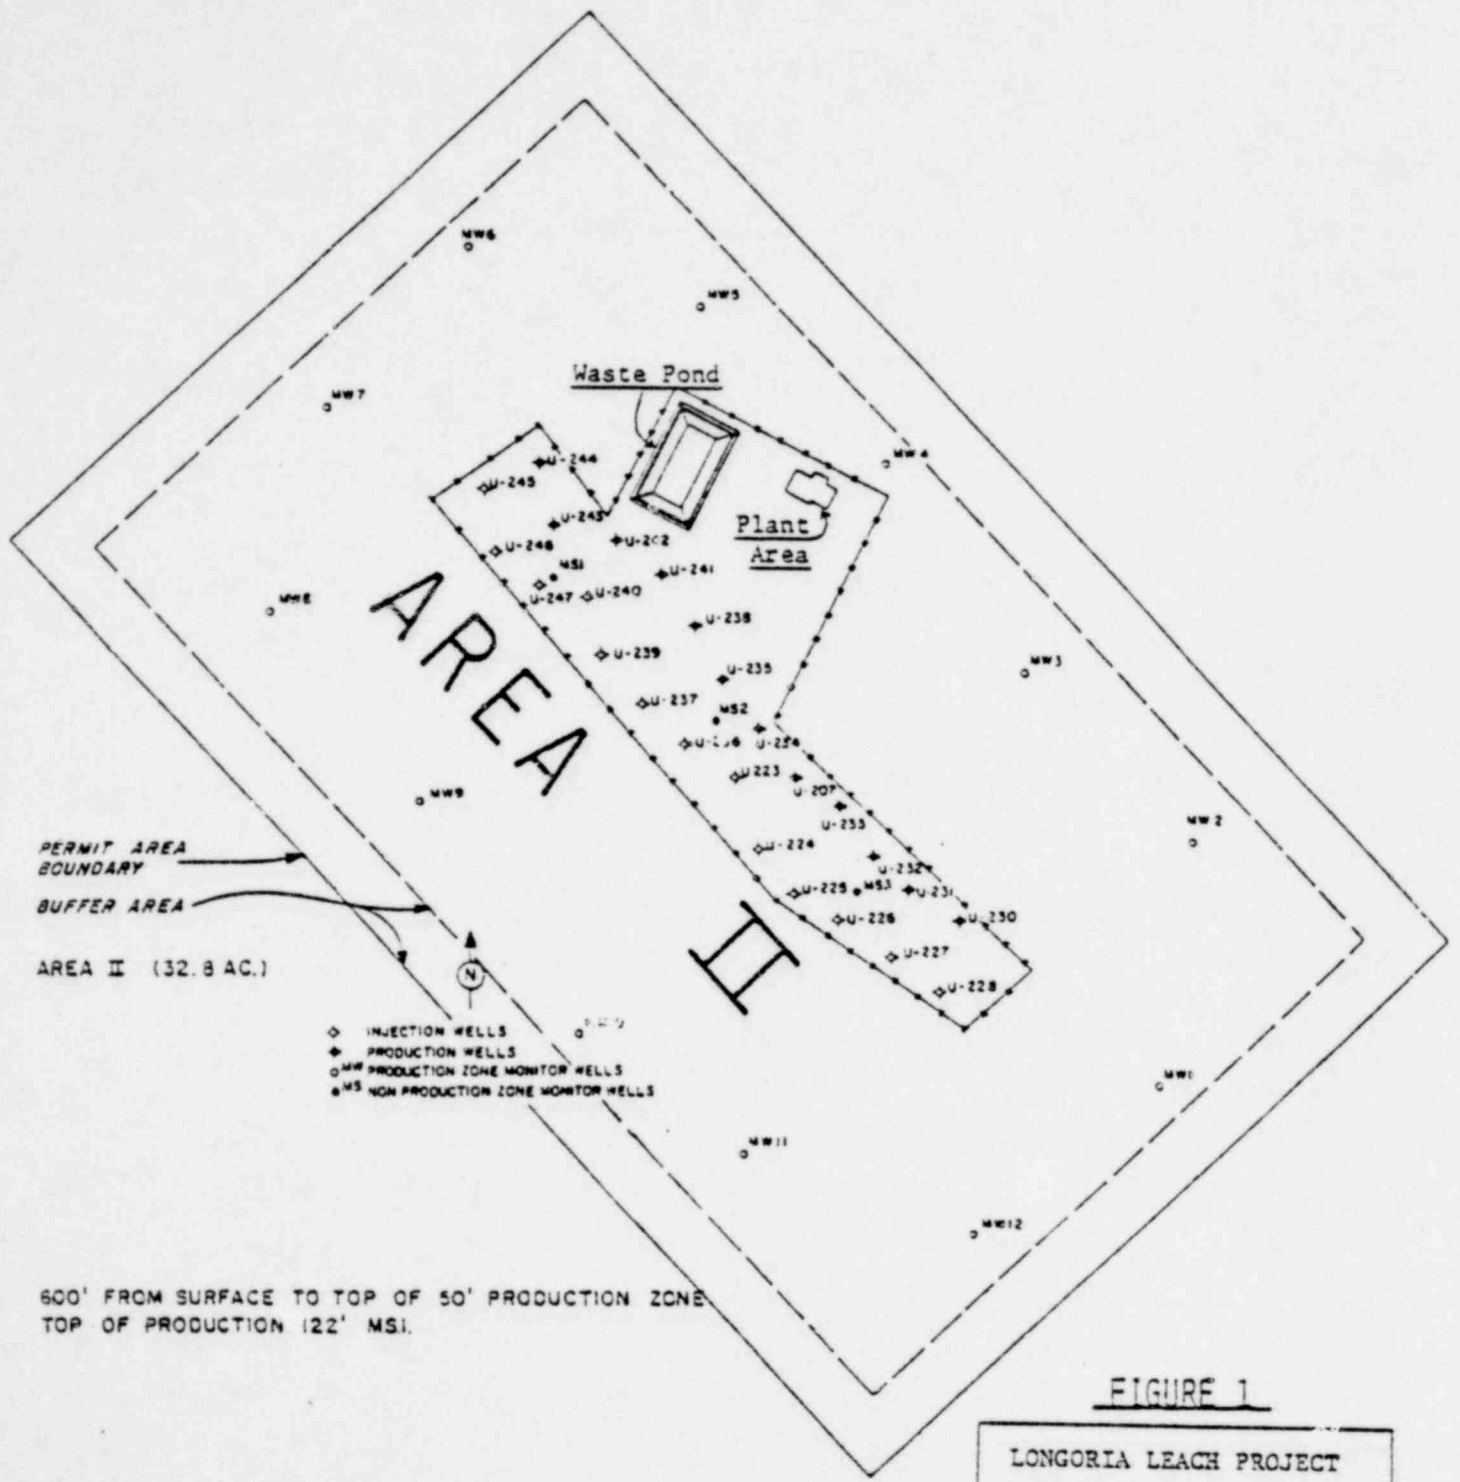 MW6
MW5
Waste Pond
MW7
MW4
U-244
U-245
U-243
Plant
Area
U-202
U-246
MS1
U-241
U-247
U-240
MW8
U-238
AREA
II
U-239
MW3
U-235
U-237
MS2
U-234
U-223
U-207
MW9
U-233
MW2
PERMIT AREA
BOUNDARY
U-224
U-232
BUFFER AREA
U-225
MS3
U-231
U-226
U-230
AREA II (32.8 AC.)
N
U-227
U-228
INJECTION WELLS
PRODUCTION WELLS
MW PRODUCTION ZONE MONITOR WELLS
MS NON PRODUCTION ZONE MONITOR WELLS
MW1
MW11
MW12
600' FROM SURFACE TO TOP OF 50' PRODUCTION ZONE
TOP OF PRODUCTION 122' MSL
FIGURE 1
LONGORIA LEACH PROJECT